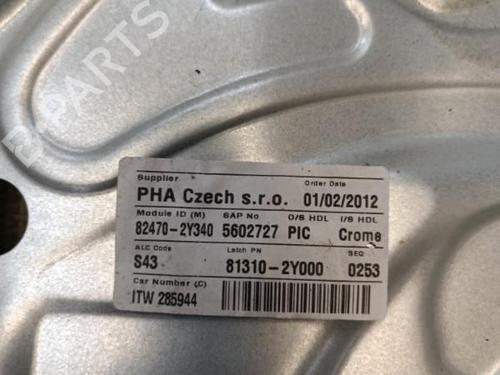 B-PARTS
Supplier Order Date
PHA Czech s.r.o. 01/02/2012
Module ID (M) SAP No O/S HDL I/S HDL
82470-2Y340 5602727 PIC Crome
ALC Code Latch PN SEQ
S43 81310-2Y000 0253
Car Number (C)
ITW 285944
B-PARTS